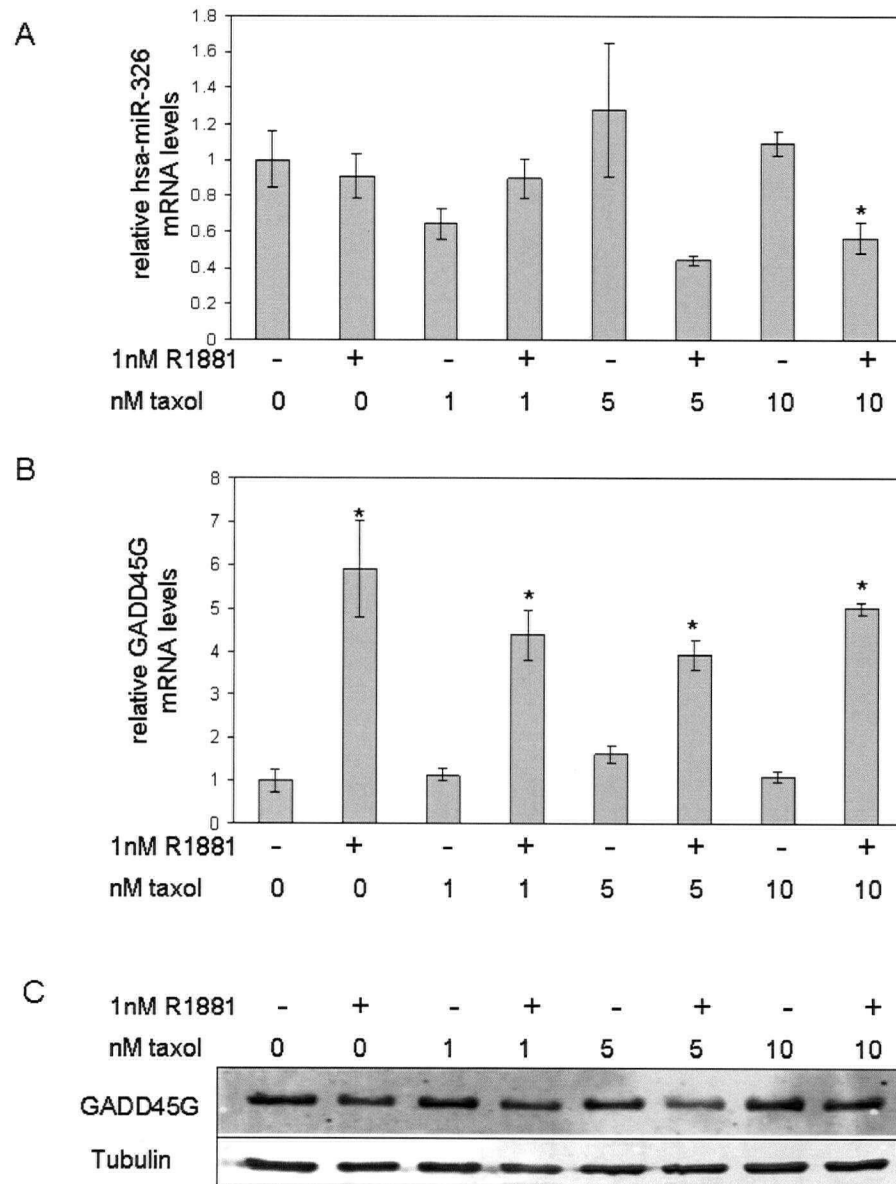 A
relative hsa-miR-326
mRNA levels
1.8
1.6
1.4
1.2
1
0.8
0.6
0.4
0.2
0
*
1nM R1881 - + - + - + - +
nM taxol 0 0 1 1 5 5 10 10
B
relative GADD45G
mRNA levels
8
7
6
5
4
3
2
1
0
* * * *
1nM R1881 - + - + - + - +
nM taxol 0 0 1 1 5 5 10 10
C
1nM R1881 - + - + - + - +
nM taxol 0 0 1 1 5 5 10 10
GADD45G
Tubulin